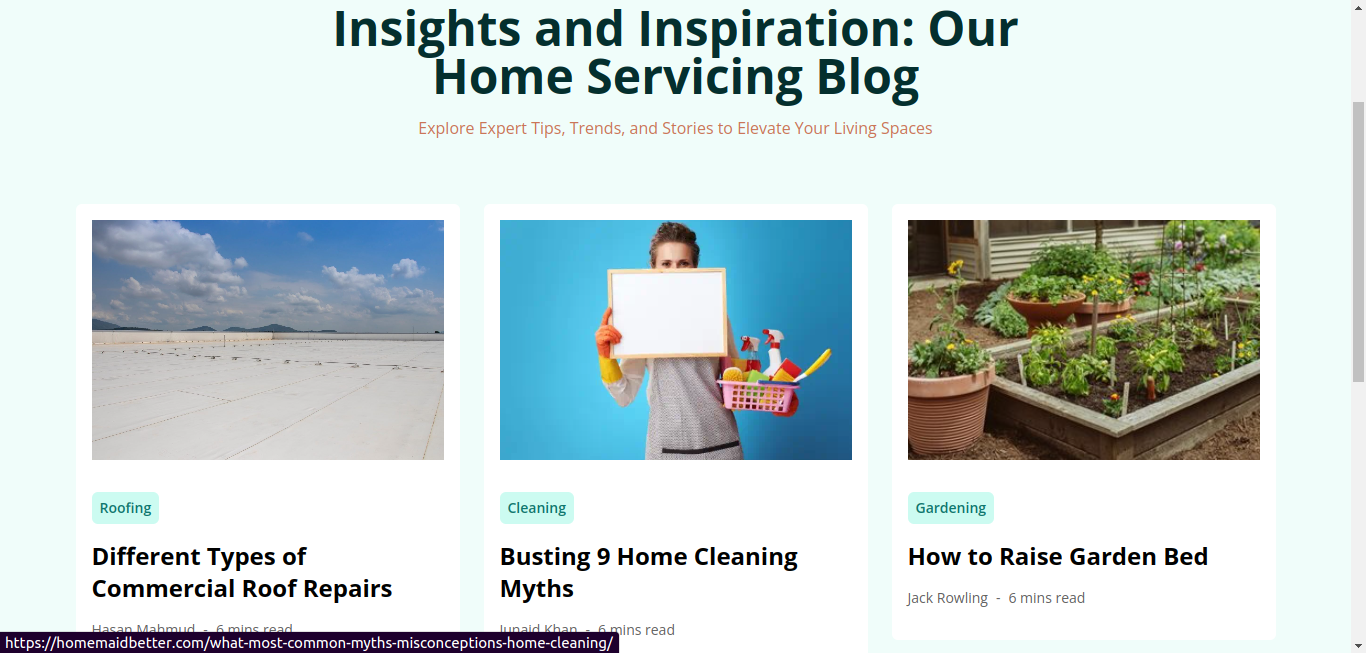 Insights and Inspiration: Our
Home Servicing Blog
Explore Expert Tips, Trends, and Stories to Elevate Your Living Spaces
Roofing
Different Types of
Commercial Roof Repairs
Hasan Mahmud - 6 mins read
Cleaning
Busting 9 Home Cleaning
Myths
Junaid Khan - 6 mins read
Gardening
How to Raise Garden Bed
Jack Rowling - 6 mins read
https://homemaidbetter.com/what-most-common-myths-misconceptions-home-cleaning/